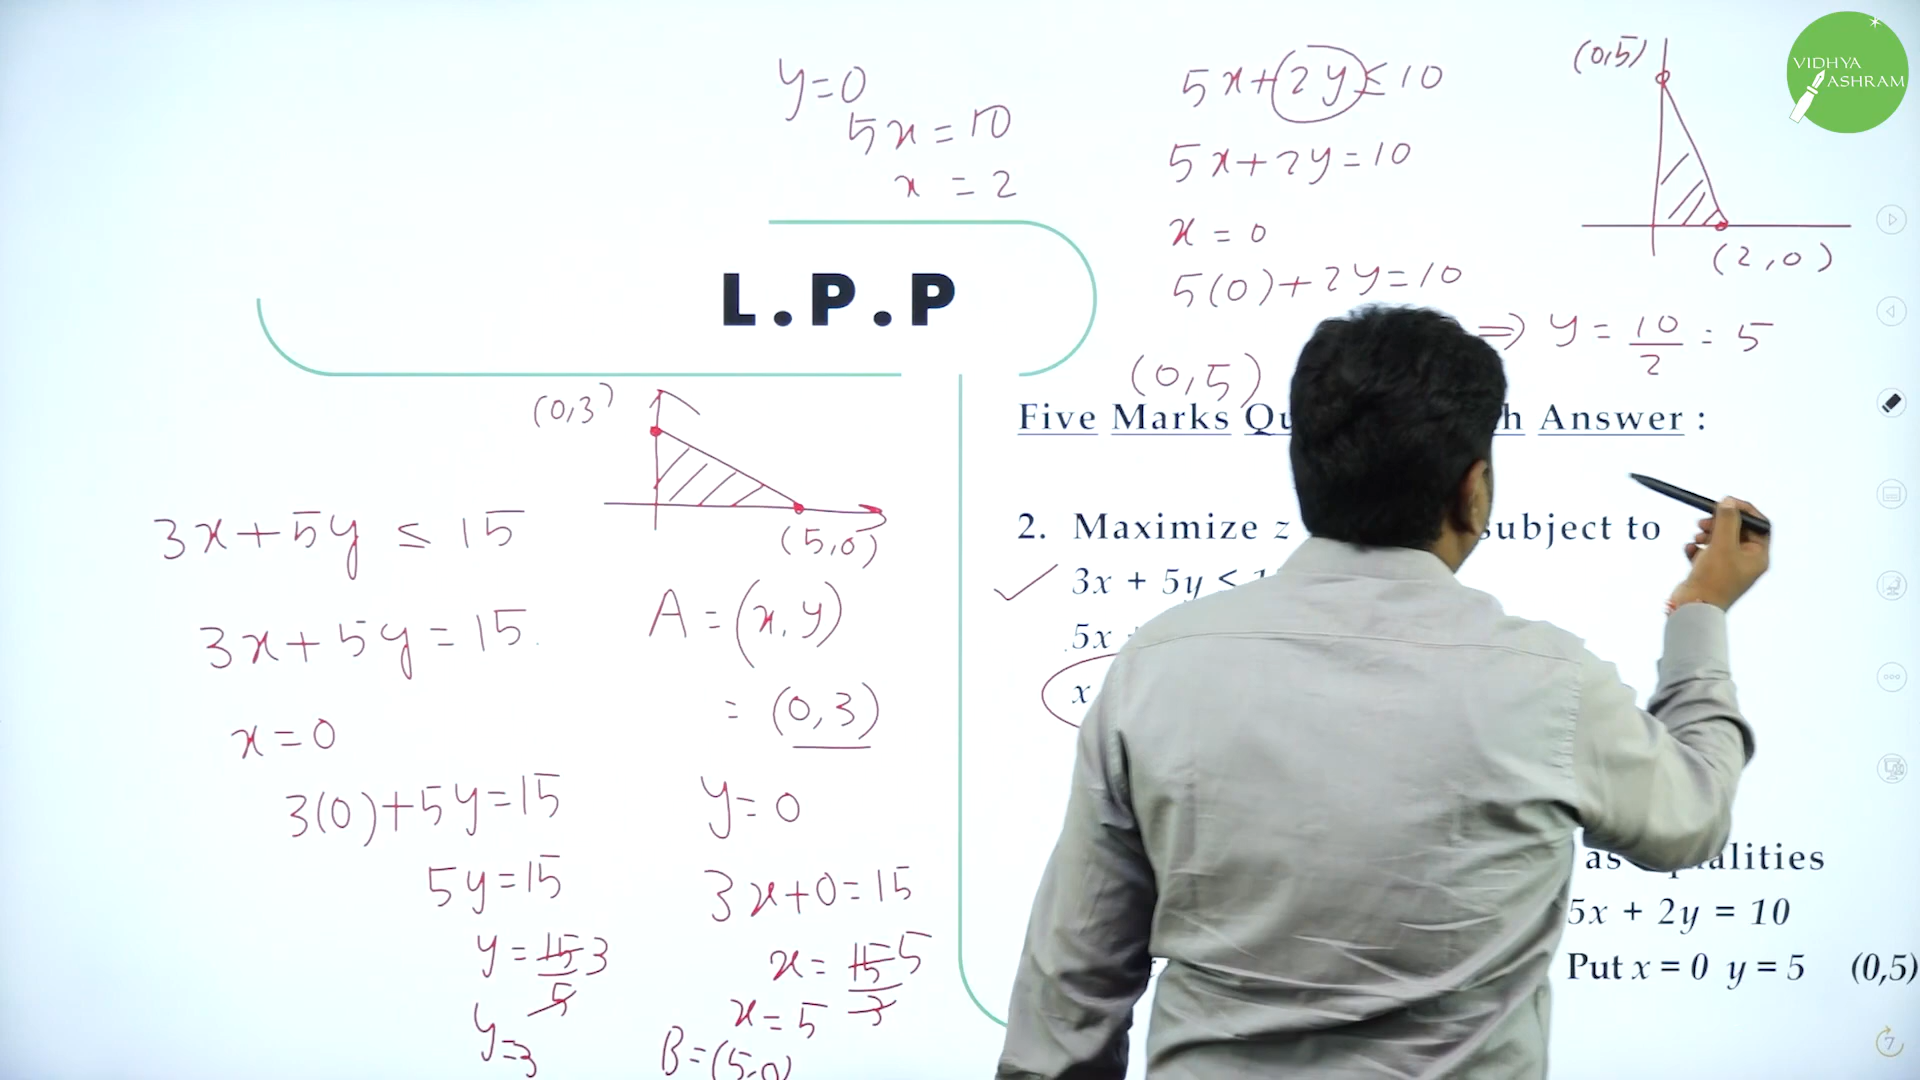 VIDHYA
ASHRAM
y=0
5x=10
x = 2
5x+2y≤10
5x+2y=10
x = 0
5(0)+2y=10
⇒ y = 10/2 = 5
(0,5)
(0,5)
(2,0)
L.P.P
(0,3)
(5,0)
3x+5y ≤ 15
3x+5y=15.
x=0
3(0)+5y=15
5y=15
y=15/5 3
y=3
A=(x,y)
= (0,3)
y=0
3x+0=15
x=15/3 5
x=5
B=(5,0)
Five Marks Answer :
2. Maximize z subject to
3x + 5y ≤
5x
x
as
5x + 2y = 10
Put x = 0 y = 5 (0,5)
7